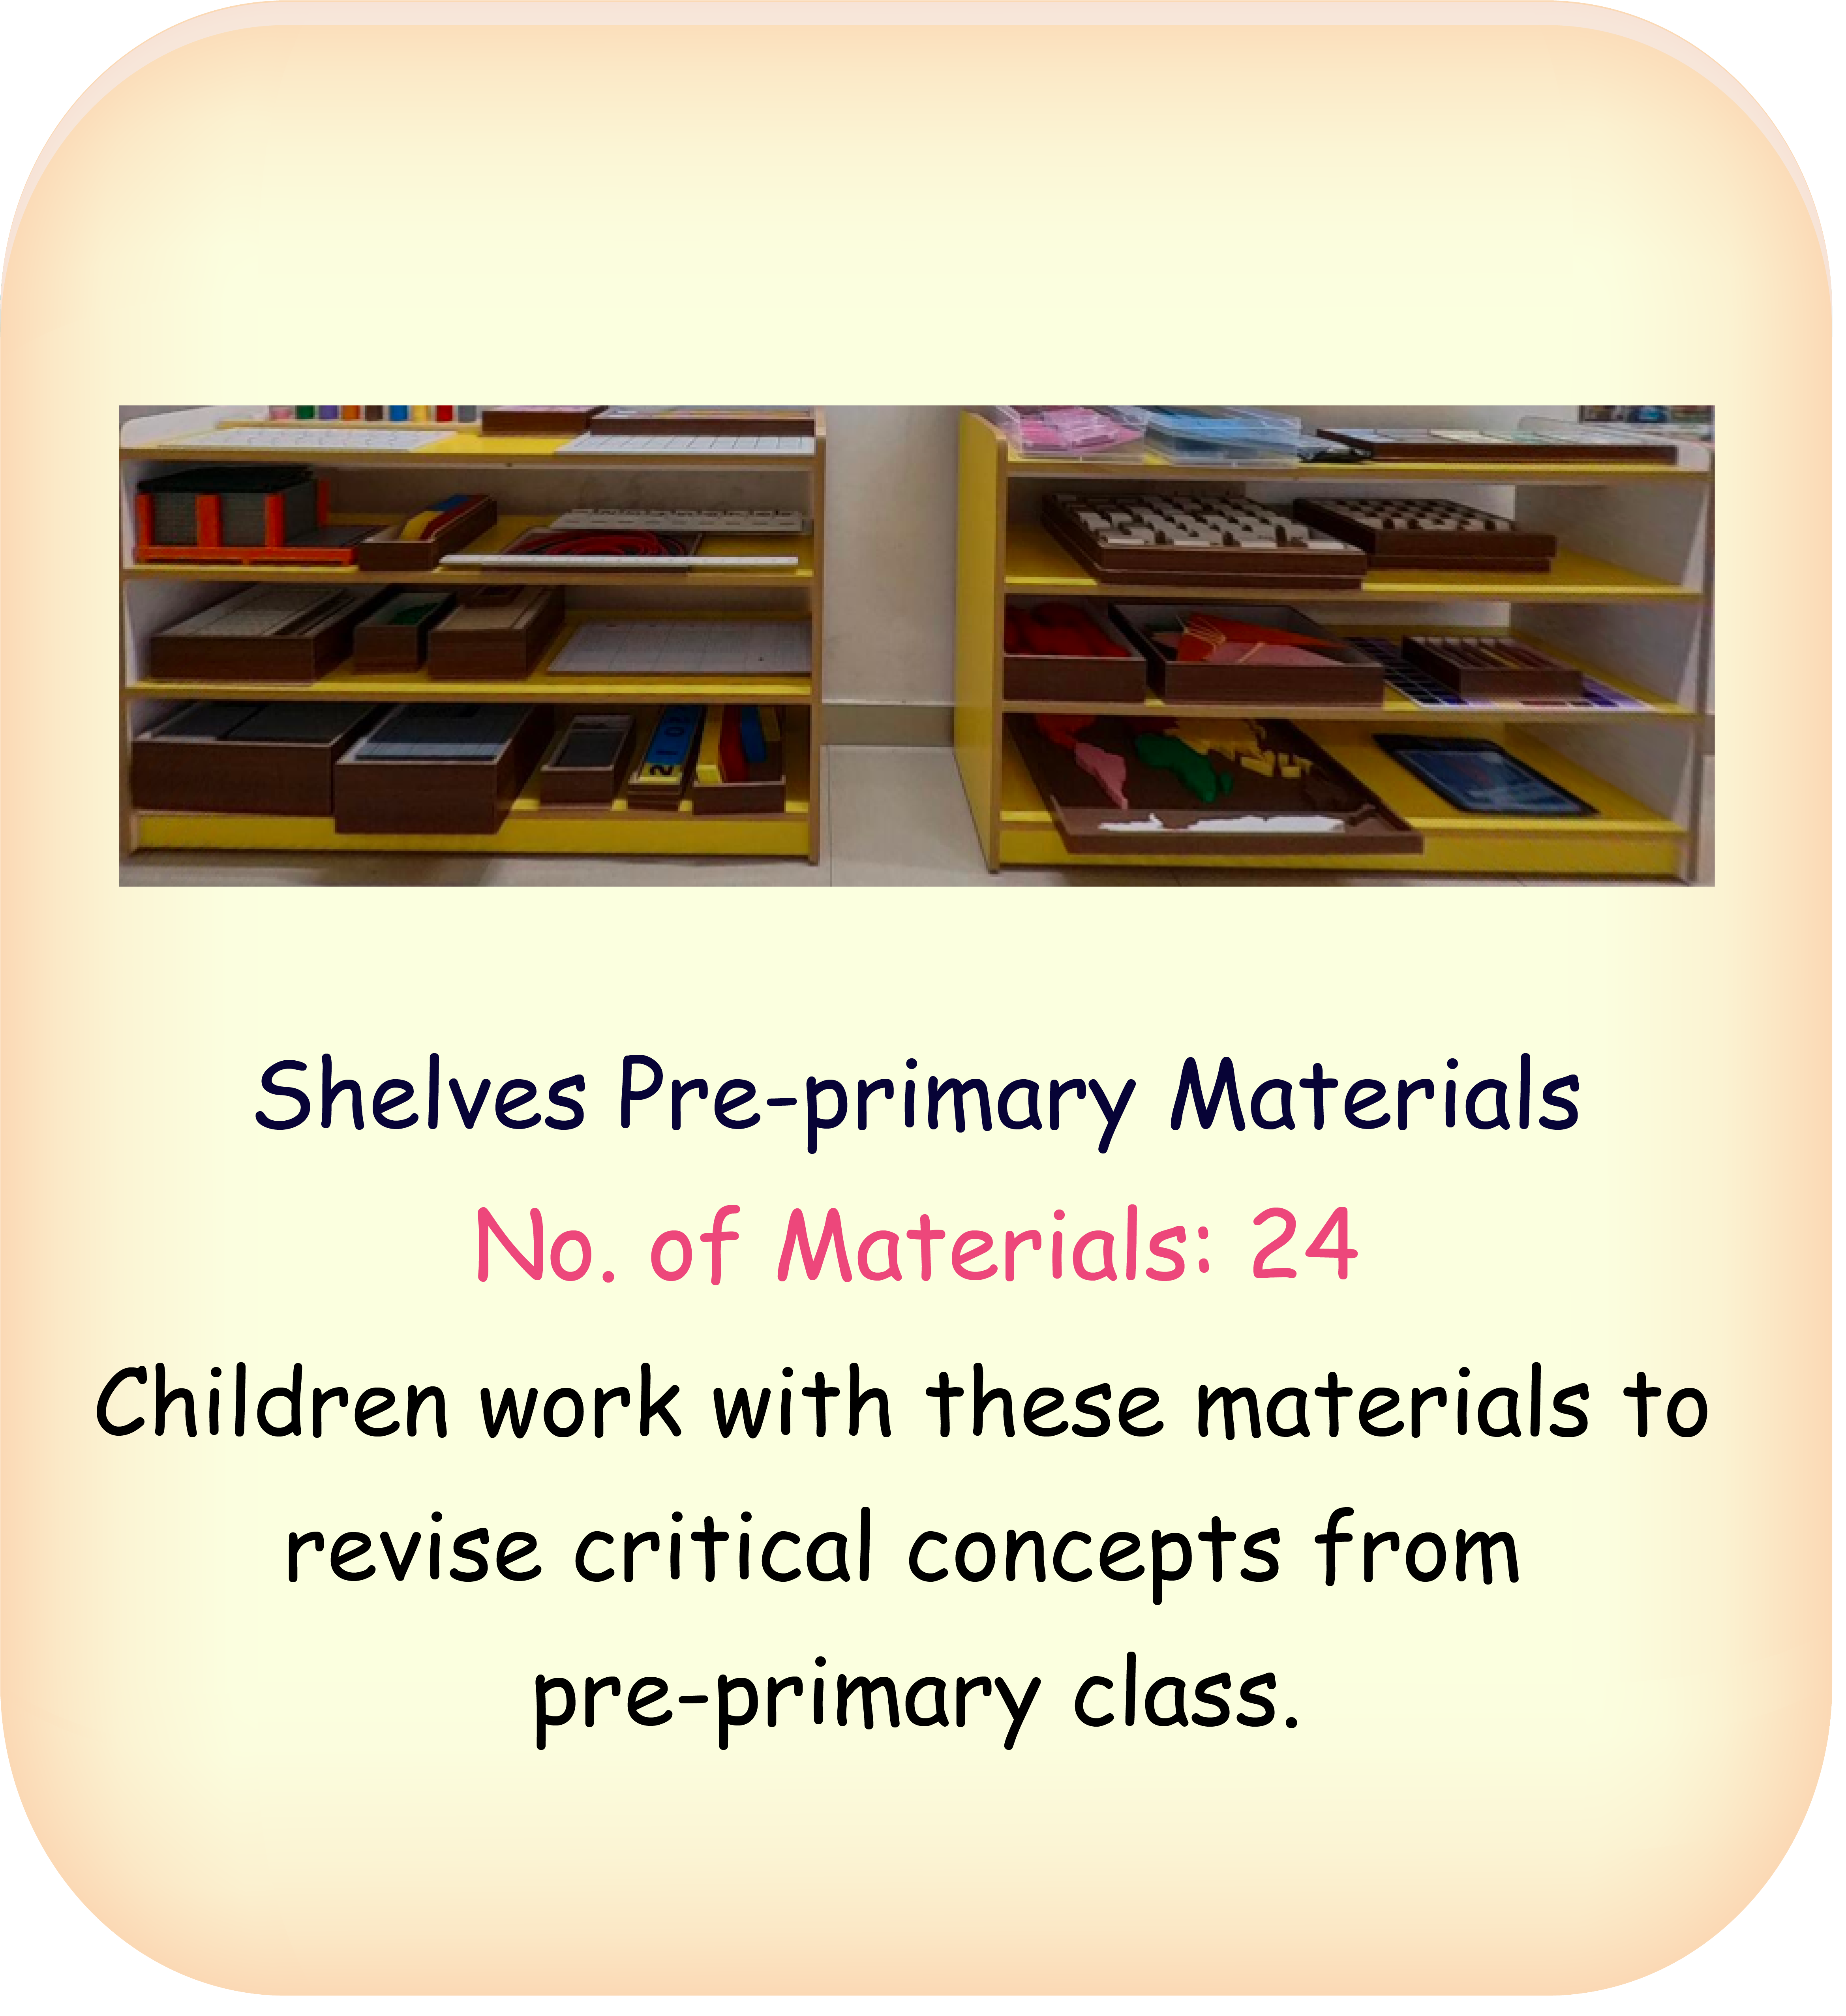 Shelves Pre-primary Materials
No. of Materials: 24
Children work with these materials to
revise critical concepts from
pre-primary class.